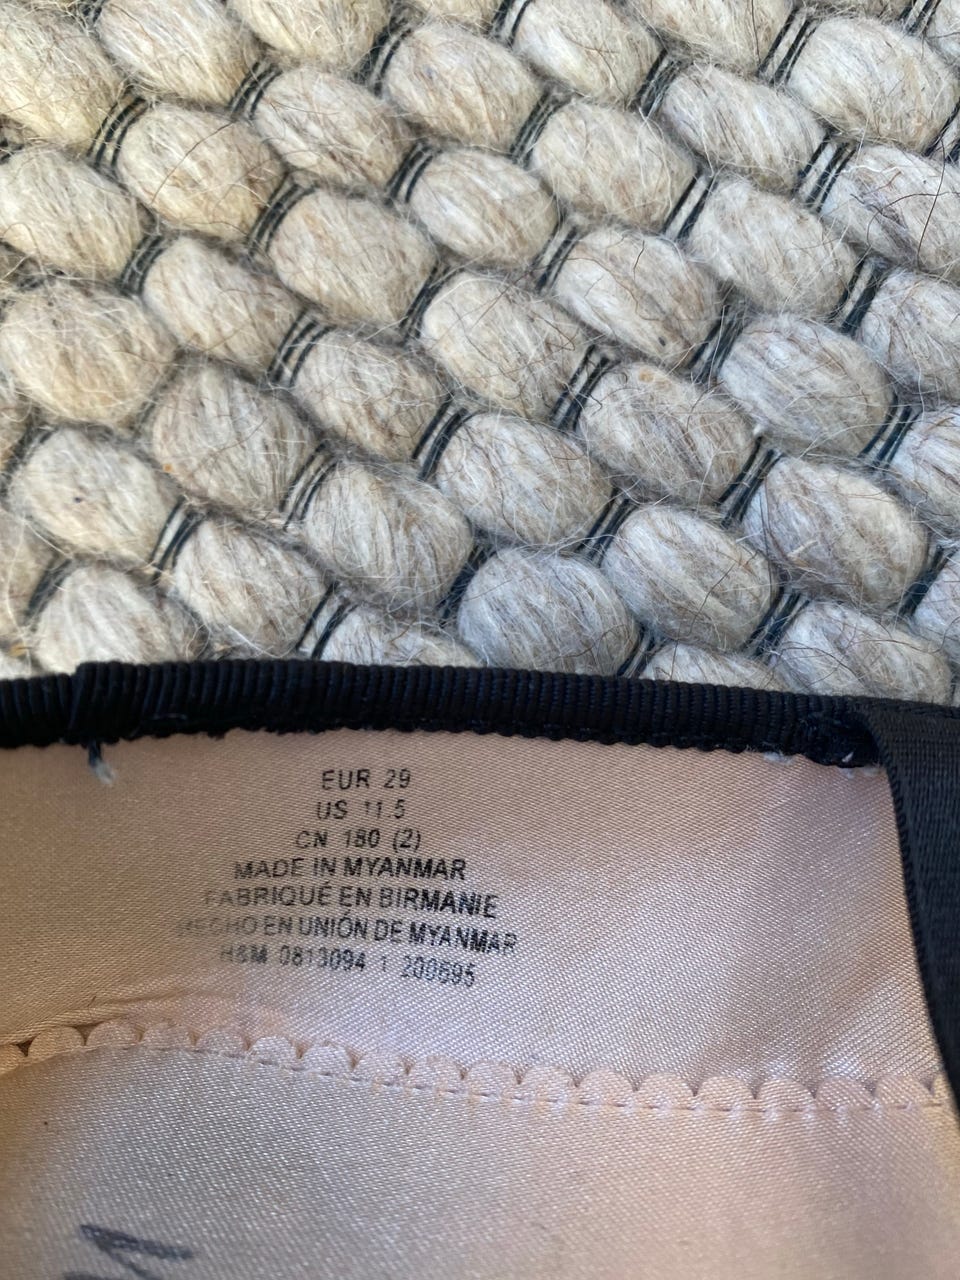 EUR 29
US 11.5
CN 180 (2)
MADE IN MYANMAR
FABRIQUÉ EN BIRMANIE
HECHO EN UNIÓN DE MYANMAR
H&M 0813094 1 200695